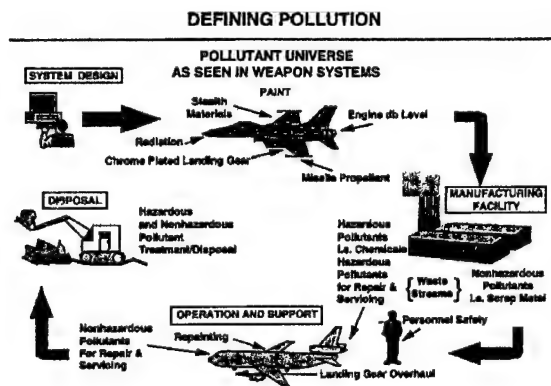 DEFINING POLLUTION
POLLUTANT UNIVERSE
AS SEEN IN WEAPON SYSTEMS
SYSTEM DESIGN
PAINT
Stealth
Materials
Engine db Level
Radiation
Chrome Plated Landing Gear
Missile Propellant
MANUFACTURING
FACILITY
DISPOSAL
Hazardous
and Nonhazardous
Pollutant
Treatment/Disposal
Hazardous
Pollutants
i.e. Chemicals
Hazardous
Pollutants
for Repair &
Servicing
{ Waste
Streams }
Nonhazardous
Pollutants
i.e. Scrap Metal
OPERATION AND SUPPORT
Personnel Safety
Repainting
Nonhazardous
Pollutants
For Repair &
Servicing
Landing Gear Overhaul